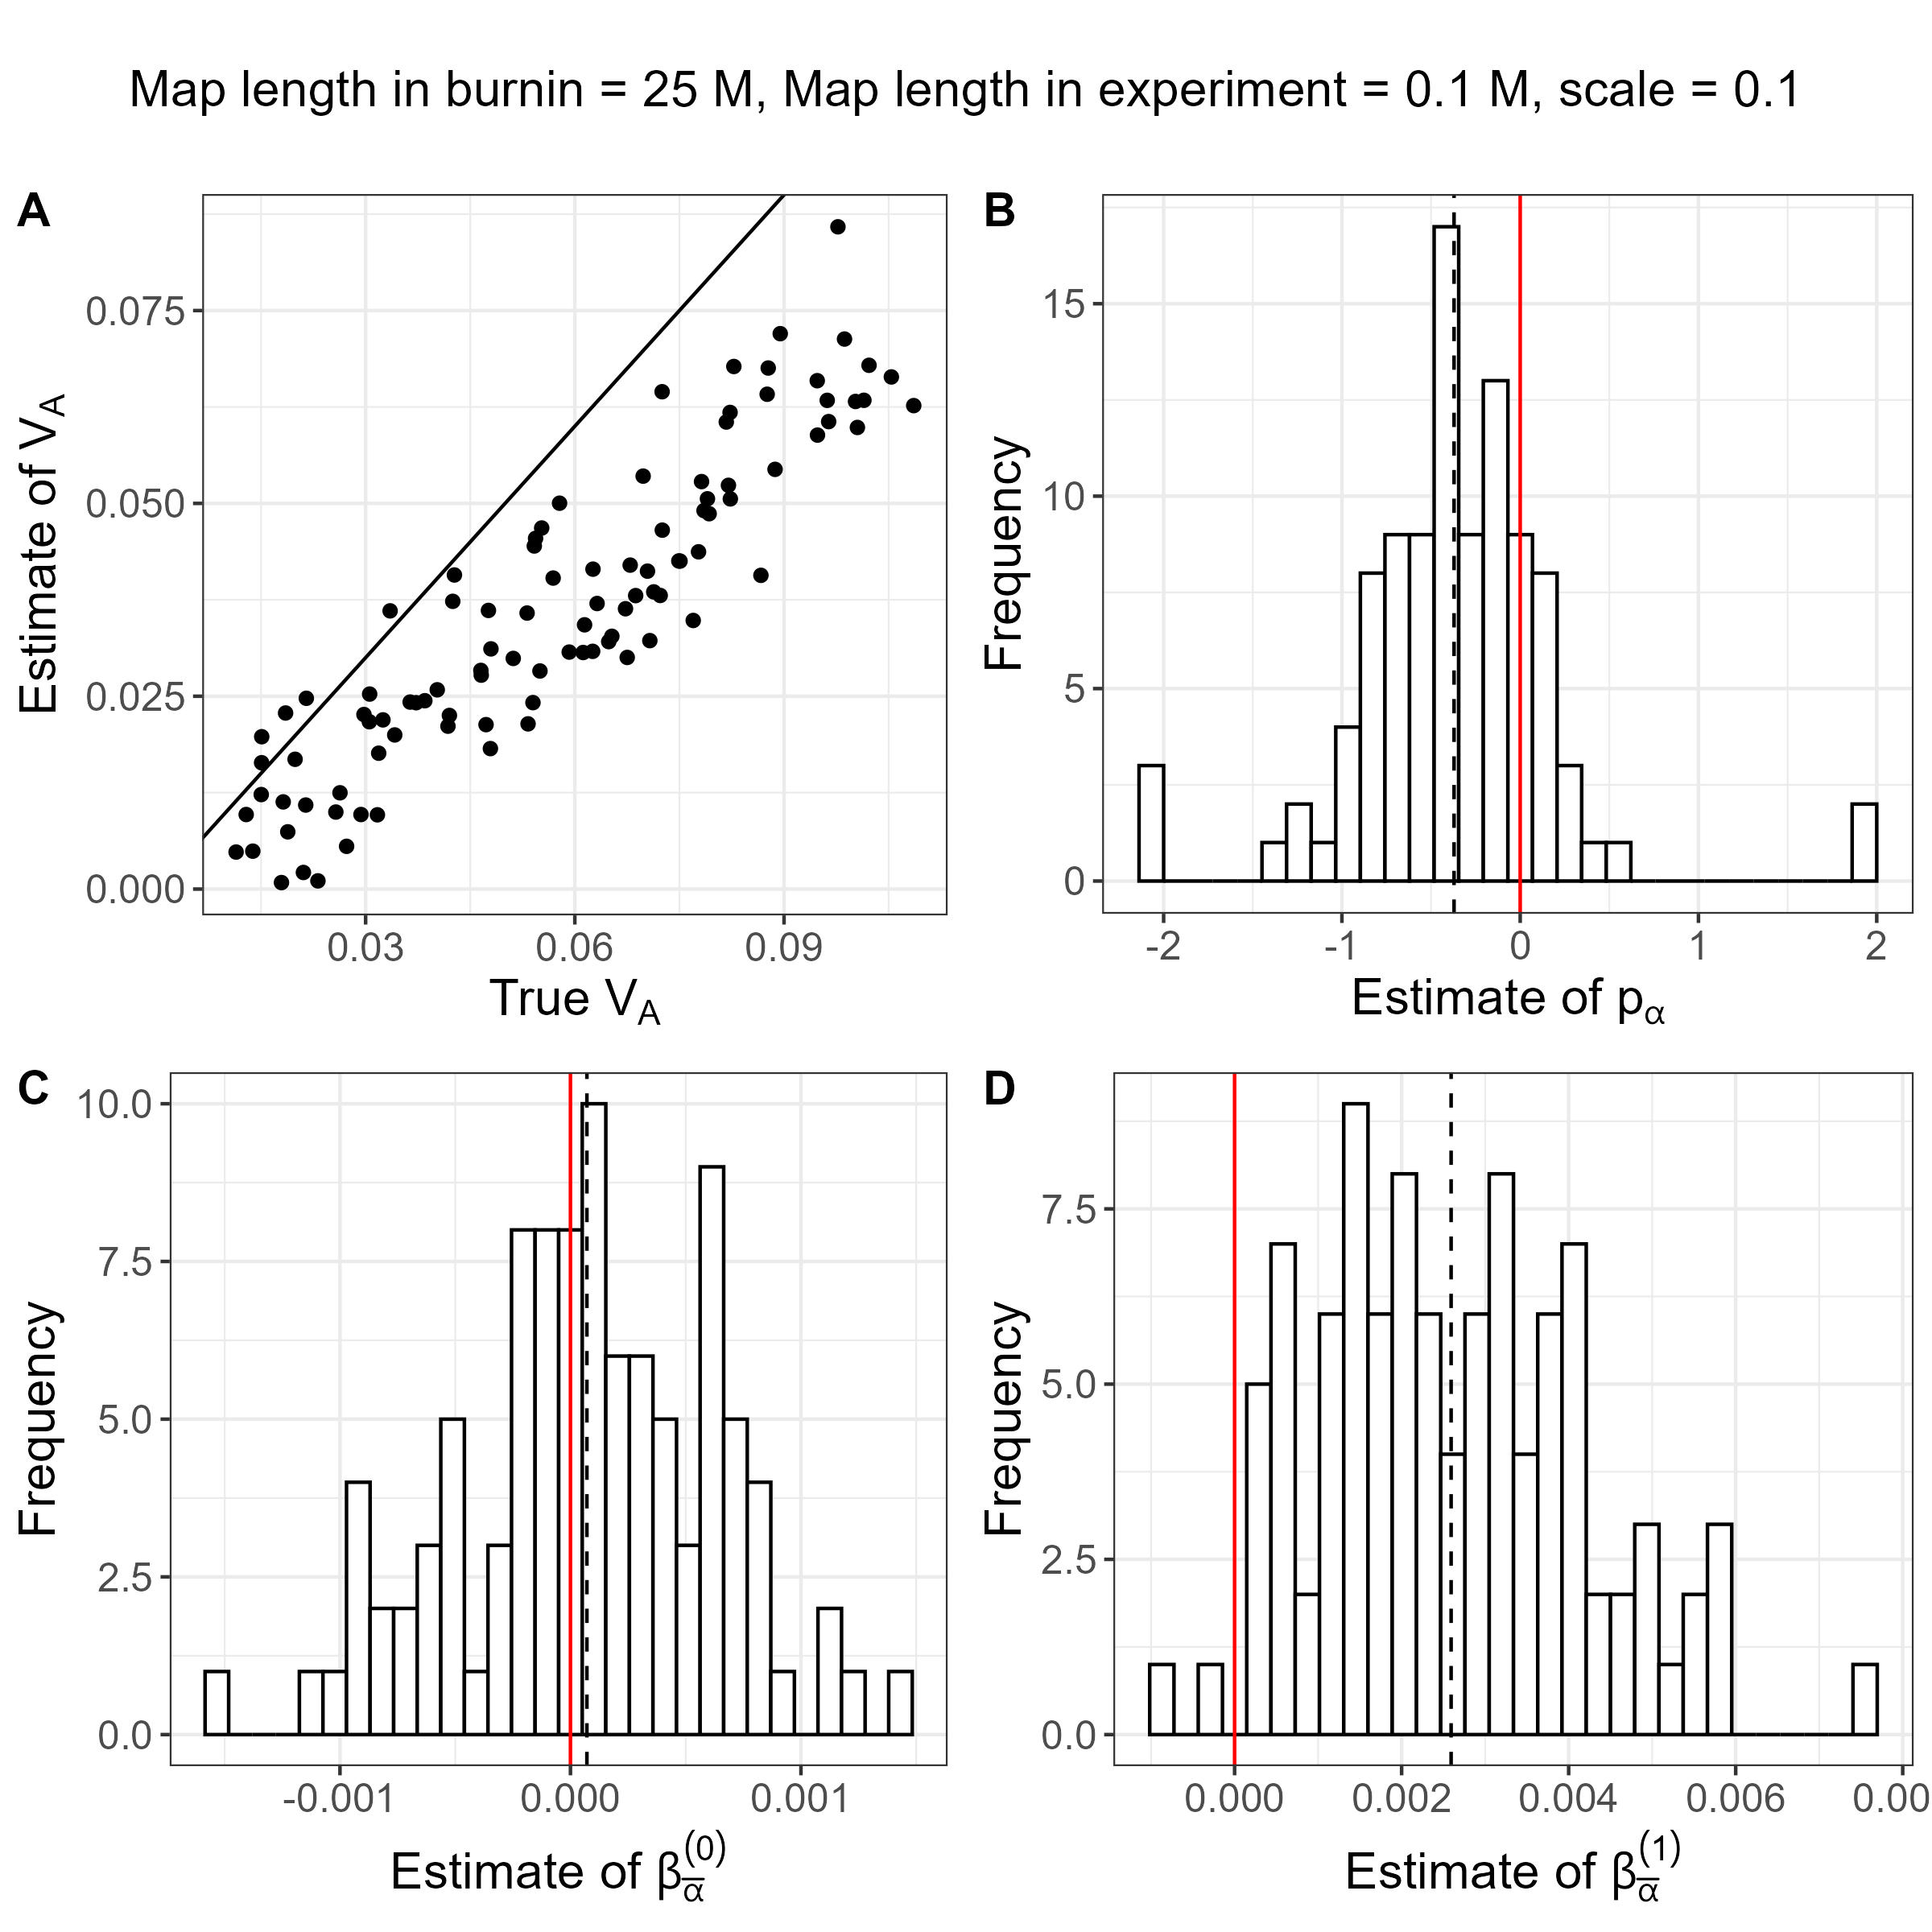 Map length in burnin = 25 M, Map length in experiment = 0.1 M, scale = 0.1
A
Estimate of V_A
0.075
0.050
0.025
0.000
0.03 0.06 0.09
True V_A
B
Frequency
15
10
5
0
-2 -1 0 1 2
Estimate of p_α
C
Frequency
10.0
7.5
5.0
2.5
0.0
-0.001 0.000 0.001
Estimate of β_α̅^(0)
D
Frequency
7.5
5.0
2.5
0.0
0.000 0.002 0.004 0.006 0.00
Estimate of β_α̅^(1)